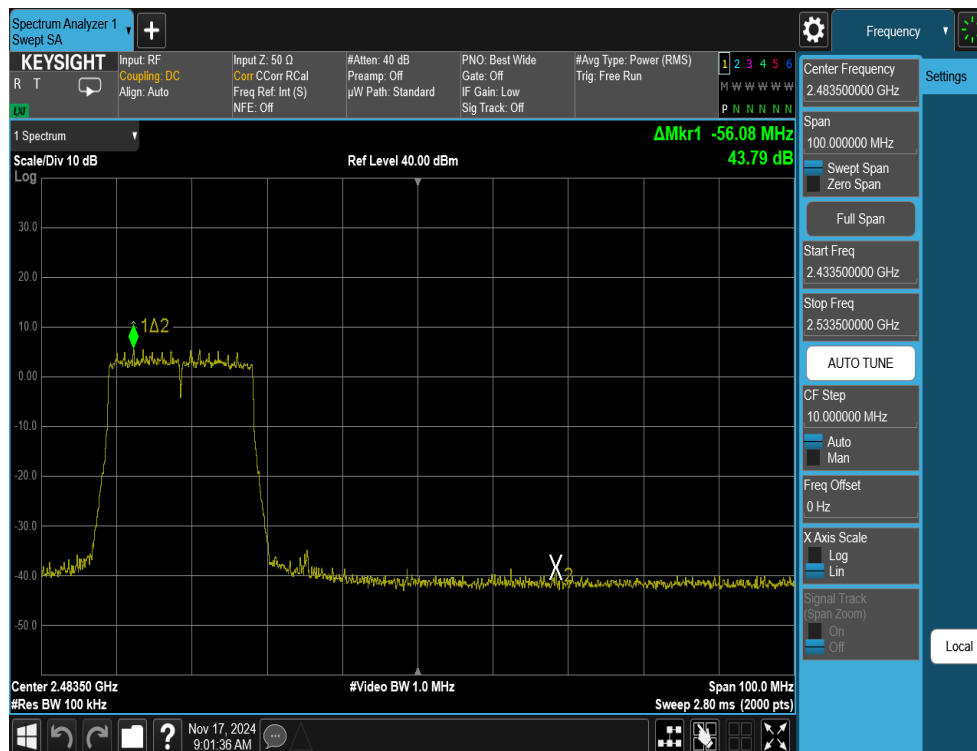 Spectrum Analyzer 1
Swept SA
+
Frequency
KEYSIGHT
R T
LXI
Input: RF
Coupling: DC
Align: Auto
Input Z: 50 Ω
Corr CCorr RCal
Freq Ref: Int (S)
NFE: Off
#Atten: 40 dB
Preamp: Off
µW Path: Standard
PNO: Best Wide
Gate: Off
IF Gain: Low
Sig Track: Off
#Avg Type: Power (RMS)
Trig: Free Run
1 2 3 4 5 6
M W W W W W
P N N N N N
1 Spectrum
Scale/Div 10 dB
Log
Ref Level 40.00 dBm
ΔMkr1 -56.08 MHz
43.79 dB
30.0
20.0
10.0
0.00
-10.0
-20.0
-30.0
-40.0
-50.0
1Δ2
X2
Center 2.48350 GHz
#Res BW 100 kHz
#Video BW 1.0 MHz
Span 100.0 MHz
Sweep 2.80 ms (2000 pts)
Center Frequency
2.483500000 GHz
Settings
Span
100.000000 MHz
Swept Span
Zero Span
Full Span
Start Freq
2.433500000 GHz
Stop Freq
2.533500000 GHz
AUTO TUNE
CF Step
10.000000 MHz
Auto
Man
Freq Offset
0 Hz
X Axis Scale
Log
Lin
Signal Track
(Span Zoom)
On
Off
Local
?
Nov 17, 2024
9:01:36 AM